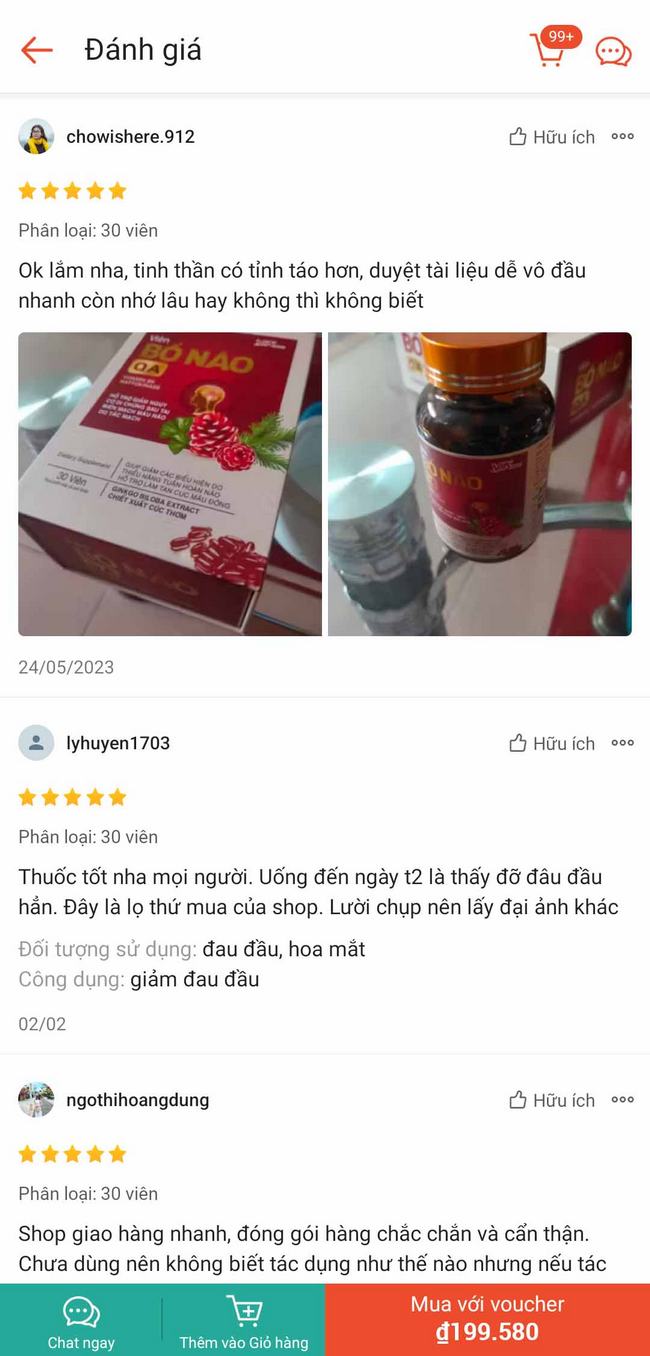 Đánh giá
99+
chowishere.912
Hữu ích
Phân loại: 30 viên
Ok lắm nha, tinh thần có tỉnh táo hơn, duyệt tài liệu dễ vô đầu
nhanh còn nhớ lâu hay không thì không biết
Viên
BỔ NÃO
QA
HỖ TRỢ GIẢM NGUY
CƠ DI CHỨNG SAU TAI
BIẾN MẠCH MÁU NÃO
DO TẮC MẠCH
Dietary Supplement
30 Viên
GIÚP GIẢM CÁC BIỂU HIỆN DO
THIỂU NĂNG TUẦN HOÀN NÃO
HỖ TRỢ LÀM TAN CỤC MÁU ĐÔNG
GINKGO BILOBA EXTRACT
CHIẾT XUẤT CÚC THƠM
BỔ NÃO
24/05/2023
lyhuyen1703
Hữu ích
Phân loại: 30 viên
Thuốc tốt nha mọi người. Uống đến ngày t2 là thấy đỡ đâu đầu
hẳn. Đây là lọ thứ mua của shop. Lười chụp nên lấy đại ảnh khác
Đối tượng sử dụng: đau đầu, hoa mắt
Công dụng: giảm đau đầu
02/02
ngothihoangdung
Hữu ích
Phân loại: 30 viên
Shop giao hàng nhanh, đóng gói hàng chắc chắn và cẩn thận.
Chưa dùng nên không biết tác dụng như thế nào nhưng nếu tác
Chat ngay
Thêm vào Giỏ hàng
Mua với voucher
₫199.580